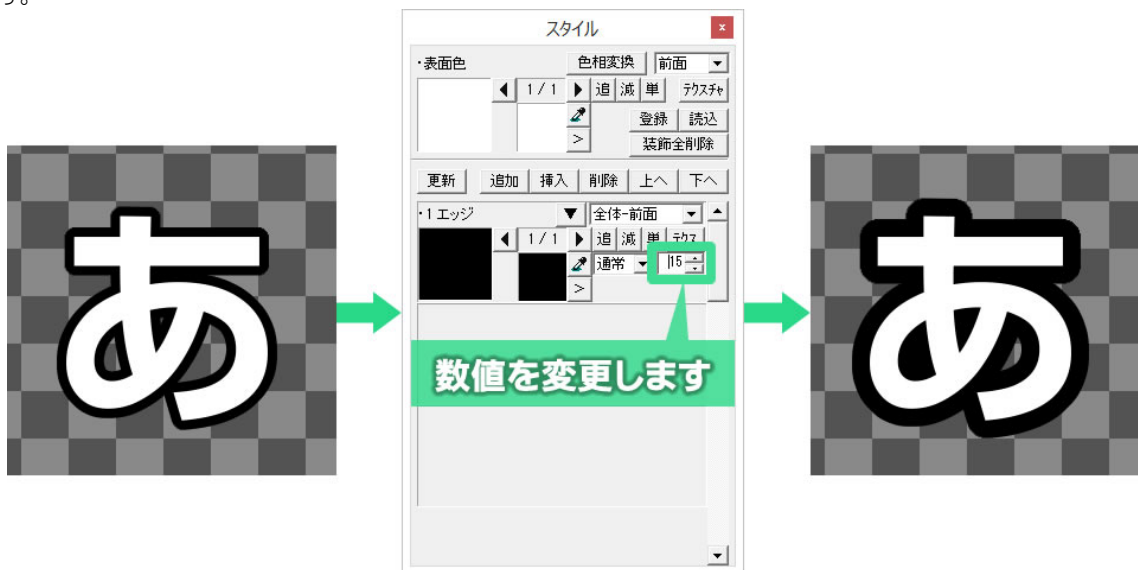 す。
スタイル
x
・表面色 色相変換 前面
1 / 1 追 減 単 テクスチャ
登録 読込
> 装飾全削除
更新 追加 挿入 削除 上へ 下へ
・1 エッジ 全体-前面
1 / 1 追 減 単 テクス
通常 15
>
数値を変更します
あ
あ